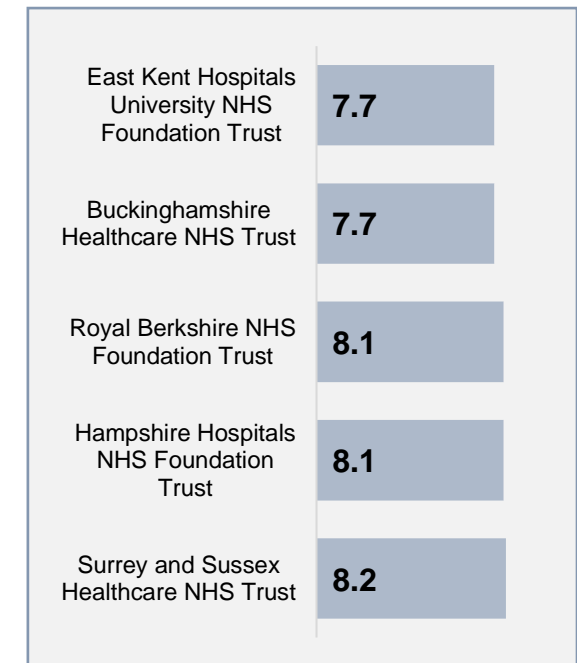 East Kent Hospitals
University NHS
Foundation Trust
7.7
Buckinghamshire
Healthcare NHS Trust
7.7
Royal Berkshire NHS
Foundation Trust
8.1
Hampshire Hospitals
NHS Foundation
Trust
8.1
Surrey and Sussex
Healthcare NHS Trust
8.2